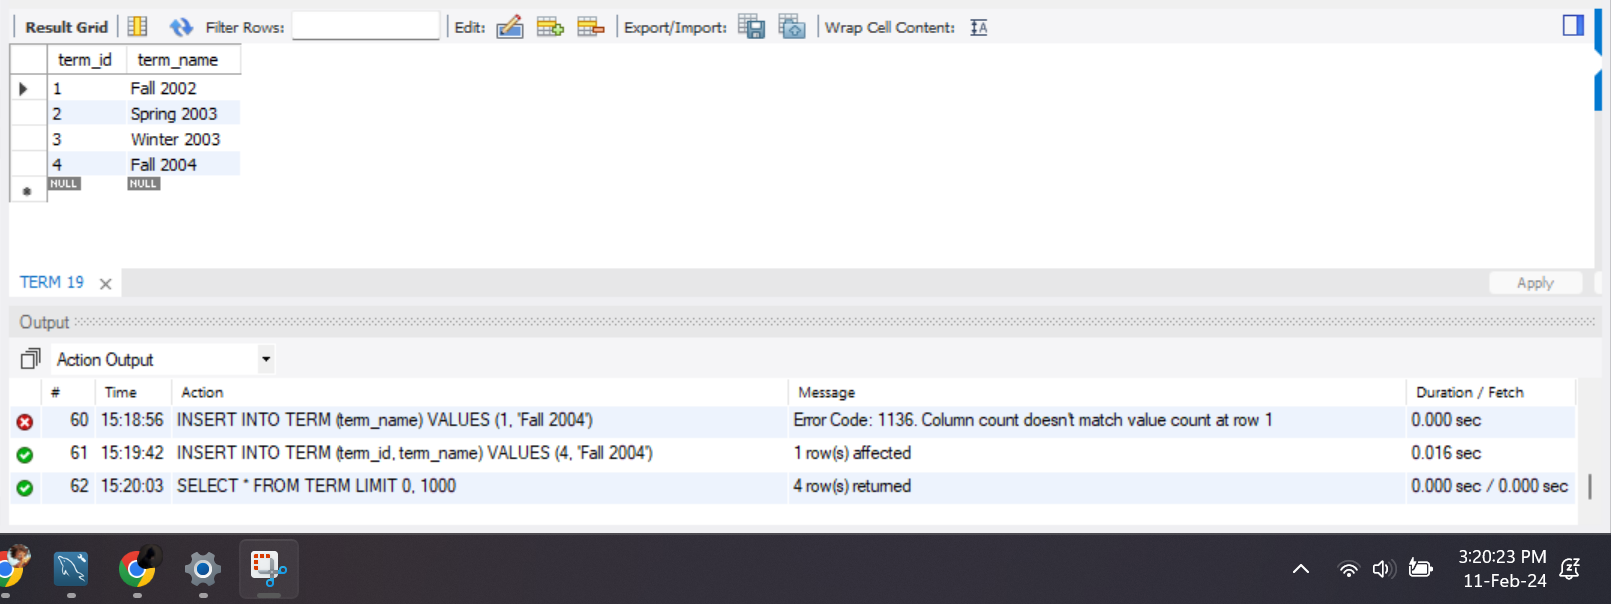 Result Grid Filter Rows: Edit: Export/Import: Wrap Cell Content:
term_id term_name
1 Fall 2002
2 Spring 2003
3 Winter 2003
4 Fall 2004
NULL NULL
TERM 19
Apply
Output
Action Output
# Time Action Message Duration / Fetch
60 15:18:56 INSERT INTO TERM (term_name) VALUES (1, "Fall 2004") Error Code: 1136. Column count doesn't match value count at row 1 0.000 sec
61 15:19:42 INSERT INTO TERM (term_id, term_name) VALUES (4, "Fall 2004") 1 row(s) affected 0.016 sec
62 15:20:03 SELECT * FROM TERM LIMIT 0, 1000 4 row(s) returned 0.000 sec / 0.000 sec
3:20:23 PM
11-Feb-24